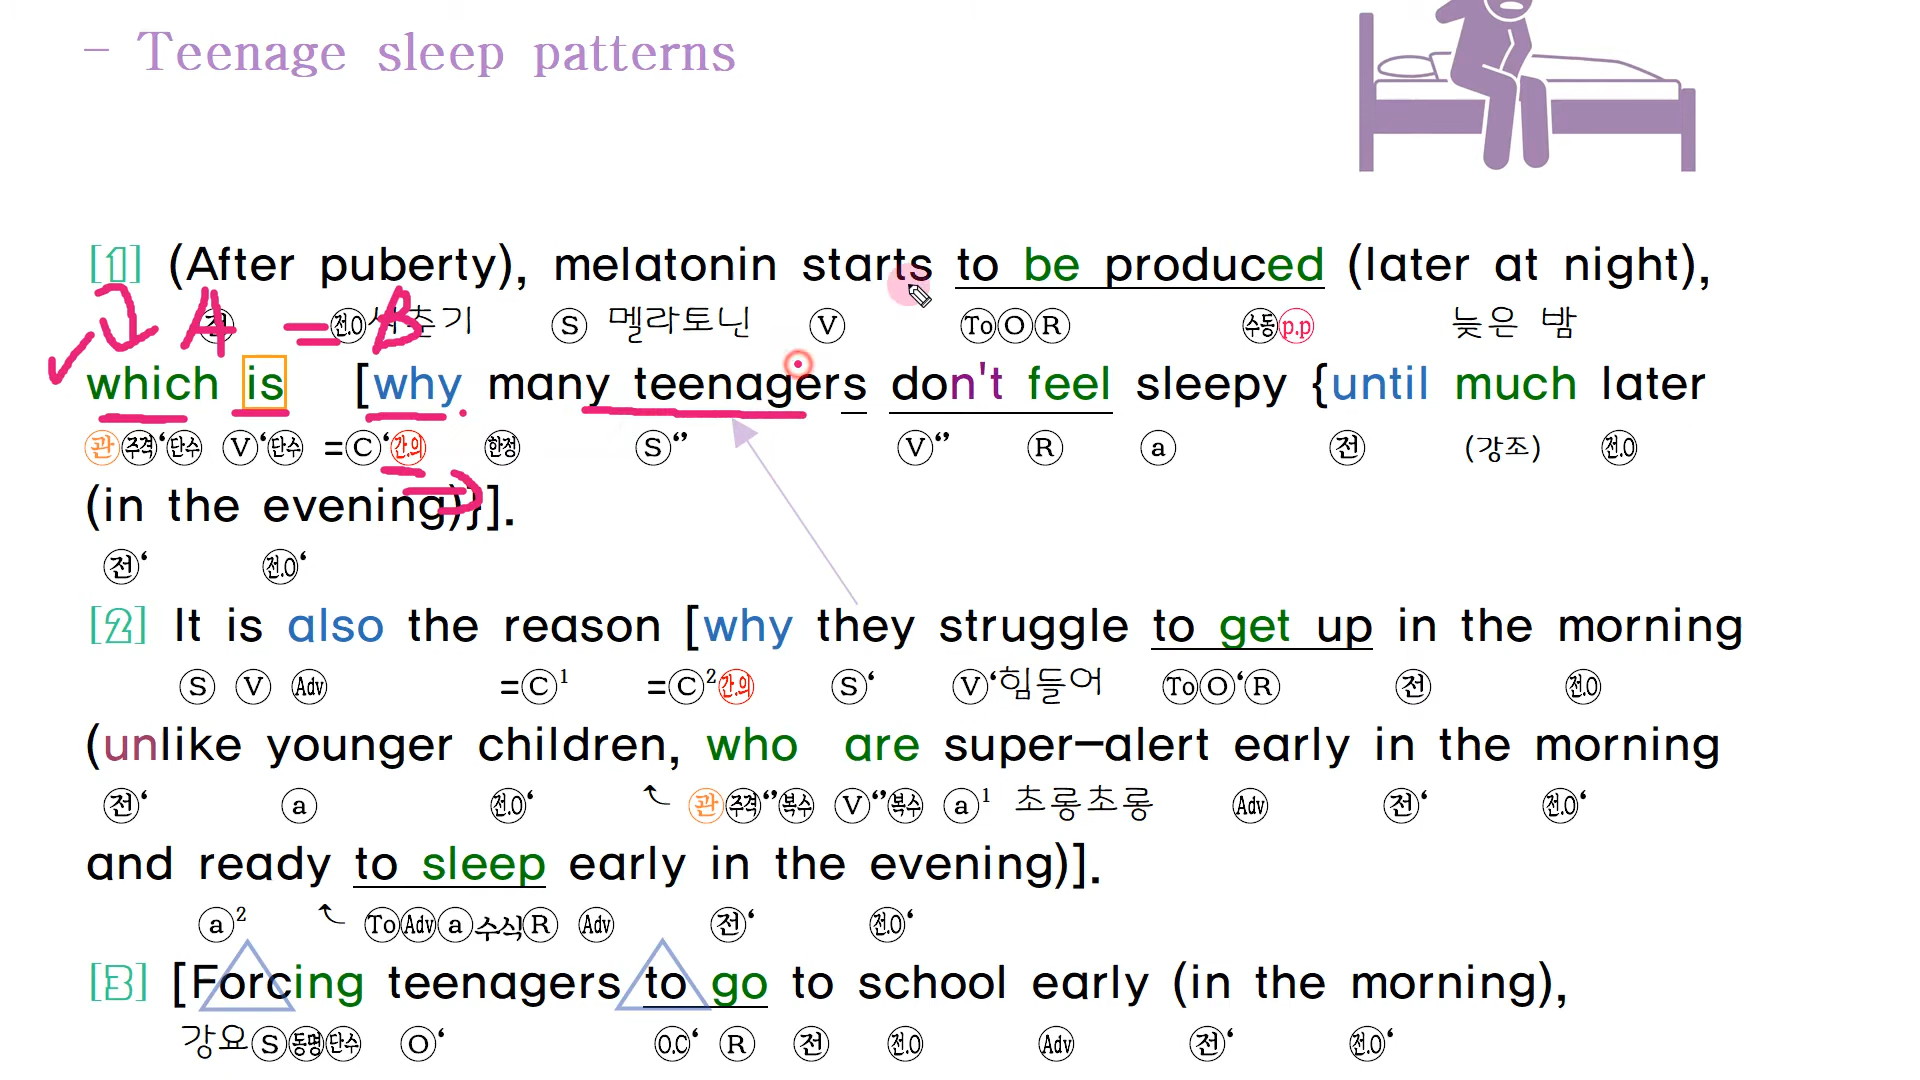 - Teenage sleep patterns
[1] (After puberty), melatonin starts to be produced (later at night),
전 전.O 사춘기 S 멜라토닌 V To O R 수동 p.p 늦은 밤
A = B
which is [why many teenagers don't feel sleepy {until much later
관 주격‘ 단수 V‘ 단수 =C‘ 간.의 한정 S‘’ V‘’ R a 전 (강조) 전.O
(in the evening)}].
전‘ 전.O‘
[2] It is also the reason [why they struggle to get up in the morning
S V Adv =C¹ =C² 간.의 S‘ V‘힘들어 To O‘ R 전 전.O
(unlike younger children, who are super-alert early in the morning
전‘ a 전.O‘ 관 주격‘’ 복수 V‘’ 복수 a¹ 초롱초롱 Adv 전‘ 전.O‘
and ready to sleep early in the evening)].
a² To Adv a 수식 R Adv 전‘ 전.O‘
[3] [Forcing teenagers to go to school early (in the morning),
강요 S 동명 단수 O‘ O.C‘ R 전 전.O Adv 전‘ 전.O‘